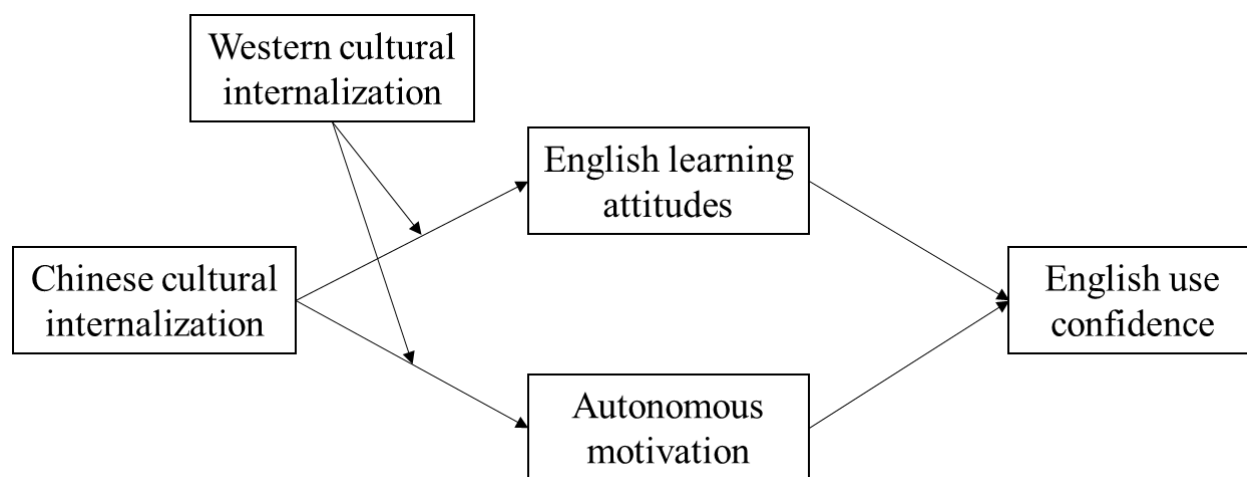 Western cultural
internalization
English learning
attitudes
Chinese cultural
internalization
English use
confidence
Autonomous
motivation